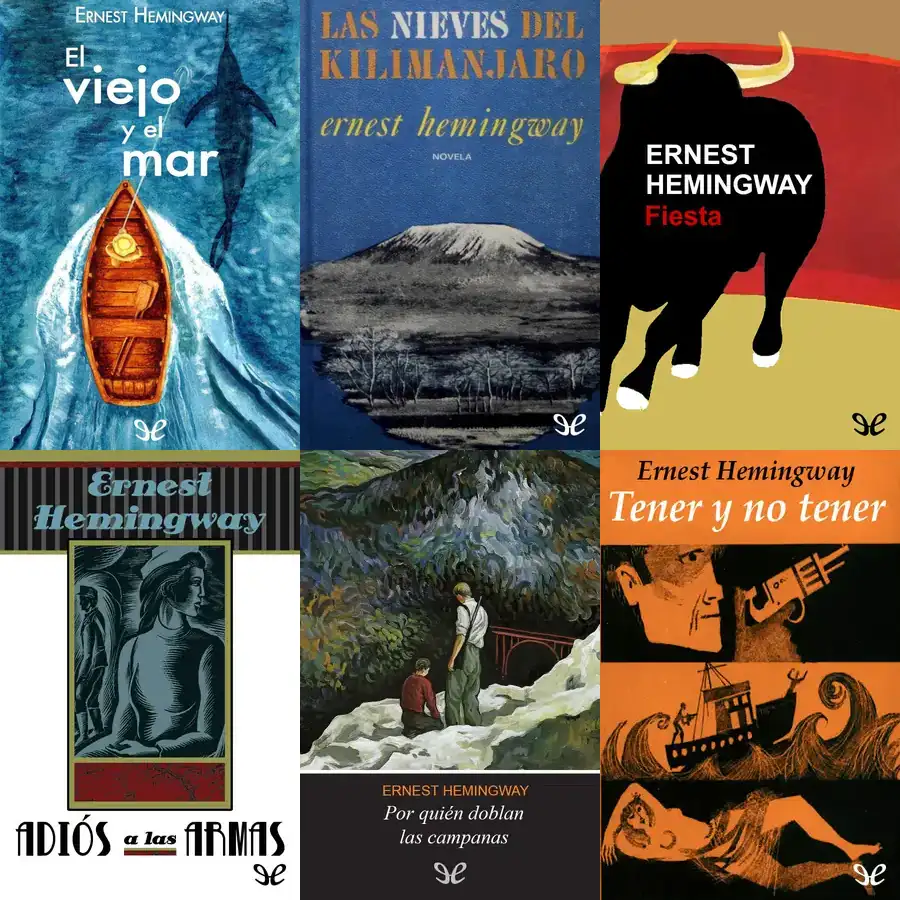 ERNEST HEMINGWAY
El
viejo
y el
mar
LAS NIEVES DEL
KILIMANJARO
ernest hemingway
NOVELA
ERNEST
HEMINGWAY
Fiesta
Ernest
Hemingway
ADIÓS a las ARMAS
ERNEST HEMINGWAY
Por quién doblan
las campanas
Ernest Hemingway
Tener y no tener